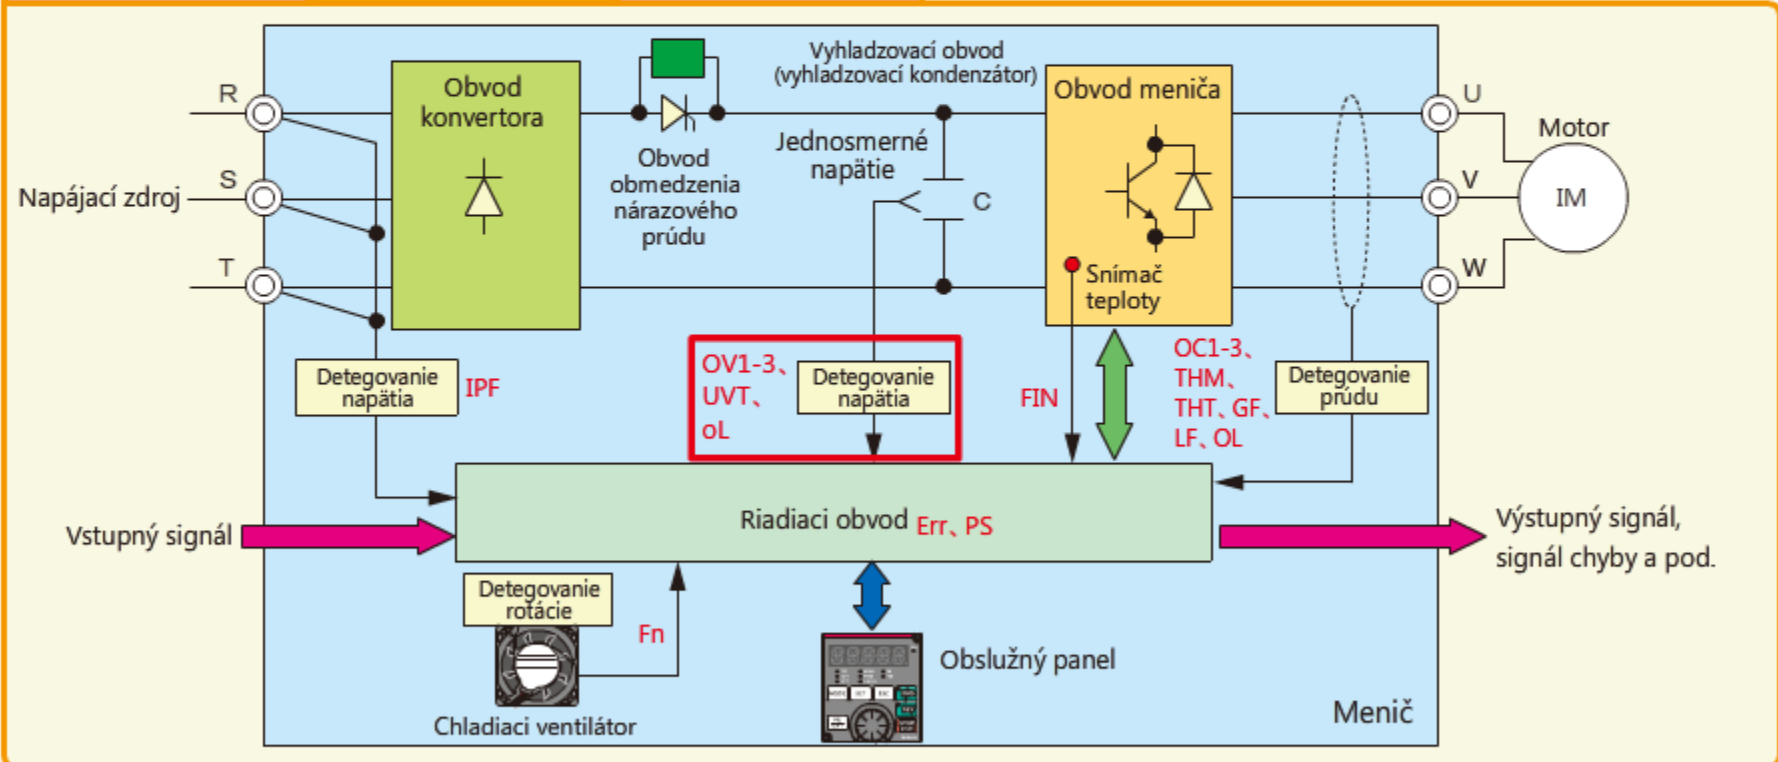 Vyhladzovací obvod
(vyhladzovací kondenzátor)
Obvod
konvertora
Obvod meniča
R
U
Motor
Obvod
obmedzenia
nárazového
prúdu
Jednosmerné
napätie
Napájací zdroj
S
C
V
IM
T
Snímač
teploty
W
Detegovanie
napätia
IPF
OV1-3、
UVT、
oL
Detegovanie
napätia
FIN
OC1-3、
THM、
THT、GF、
LF、OL
Detegovanie
prúdu
Vstupný signál
Riadiaci obvod
Err、PS
Výstupný signál,
signál chyby a pod.
Detegovanie
rotácie
Fn
Chladiaci ventilátor
Obslužný panel
Menič